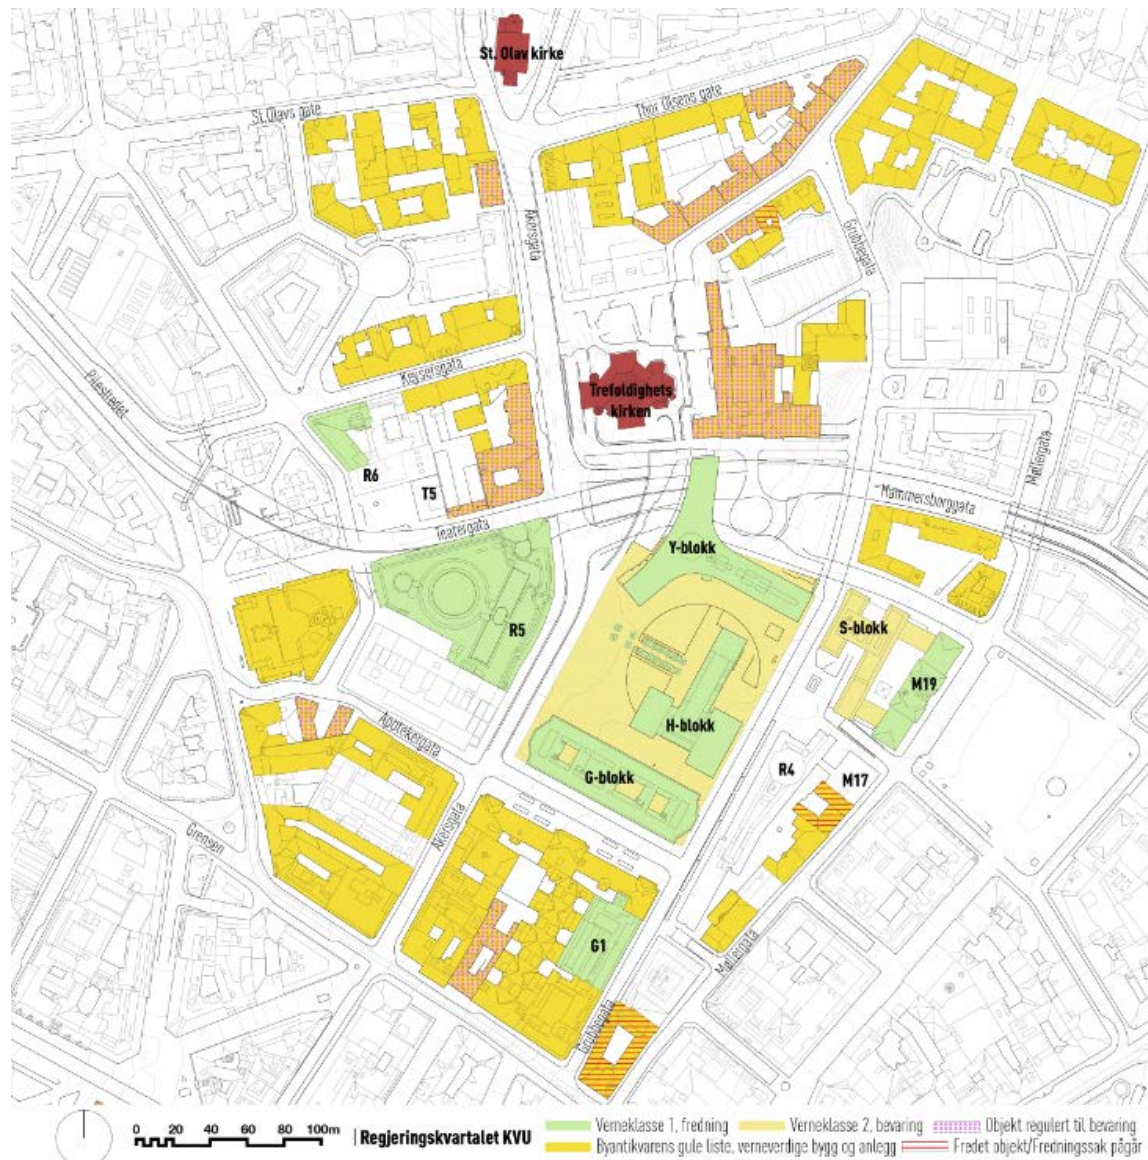 St. Olav kirke
St. Olavs gate
Thor Olsens gate
Akersgata
Grubbegata
Keysersgata
Trefoldighets
kirken
Pilestredet
R6
T5
Teatergata
Møllergata
Hammersborggata
Y-blokk
R5
S-blokk
M19
H-blokk
G-blokk
R4
M17
Apotekergata
Akersgata
Grensen
G1
Møllergata
Grubbegata
0 20 40 60 80 100m
Regjeringskvartalet KVU
Verneklasse 1, fredning
Verneklasse 2, bevaring
Objekt regulert til bevaring
Byantikvarens gule liste, verneverdige bygg og anlegg
Fredet objekt/Fredningssak pågår